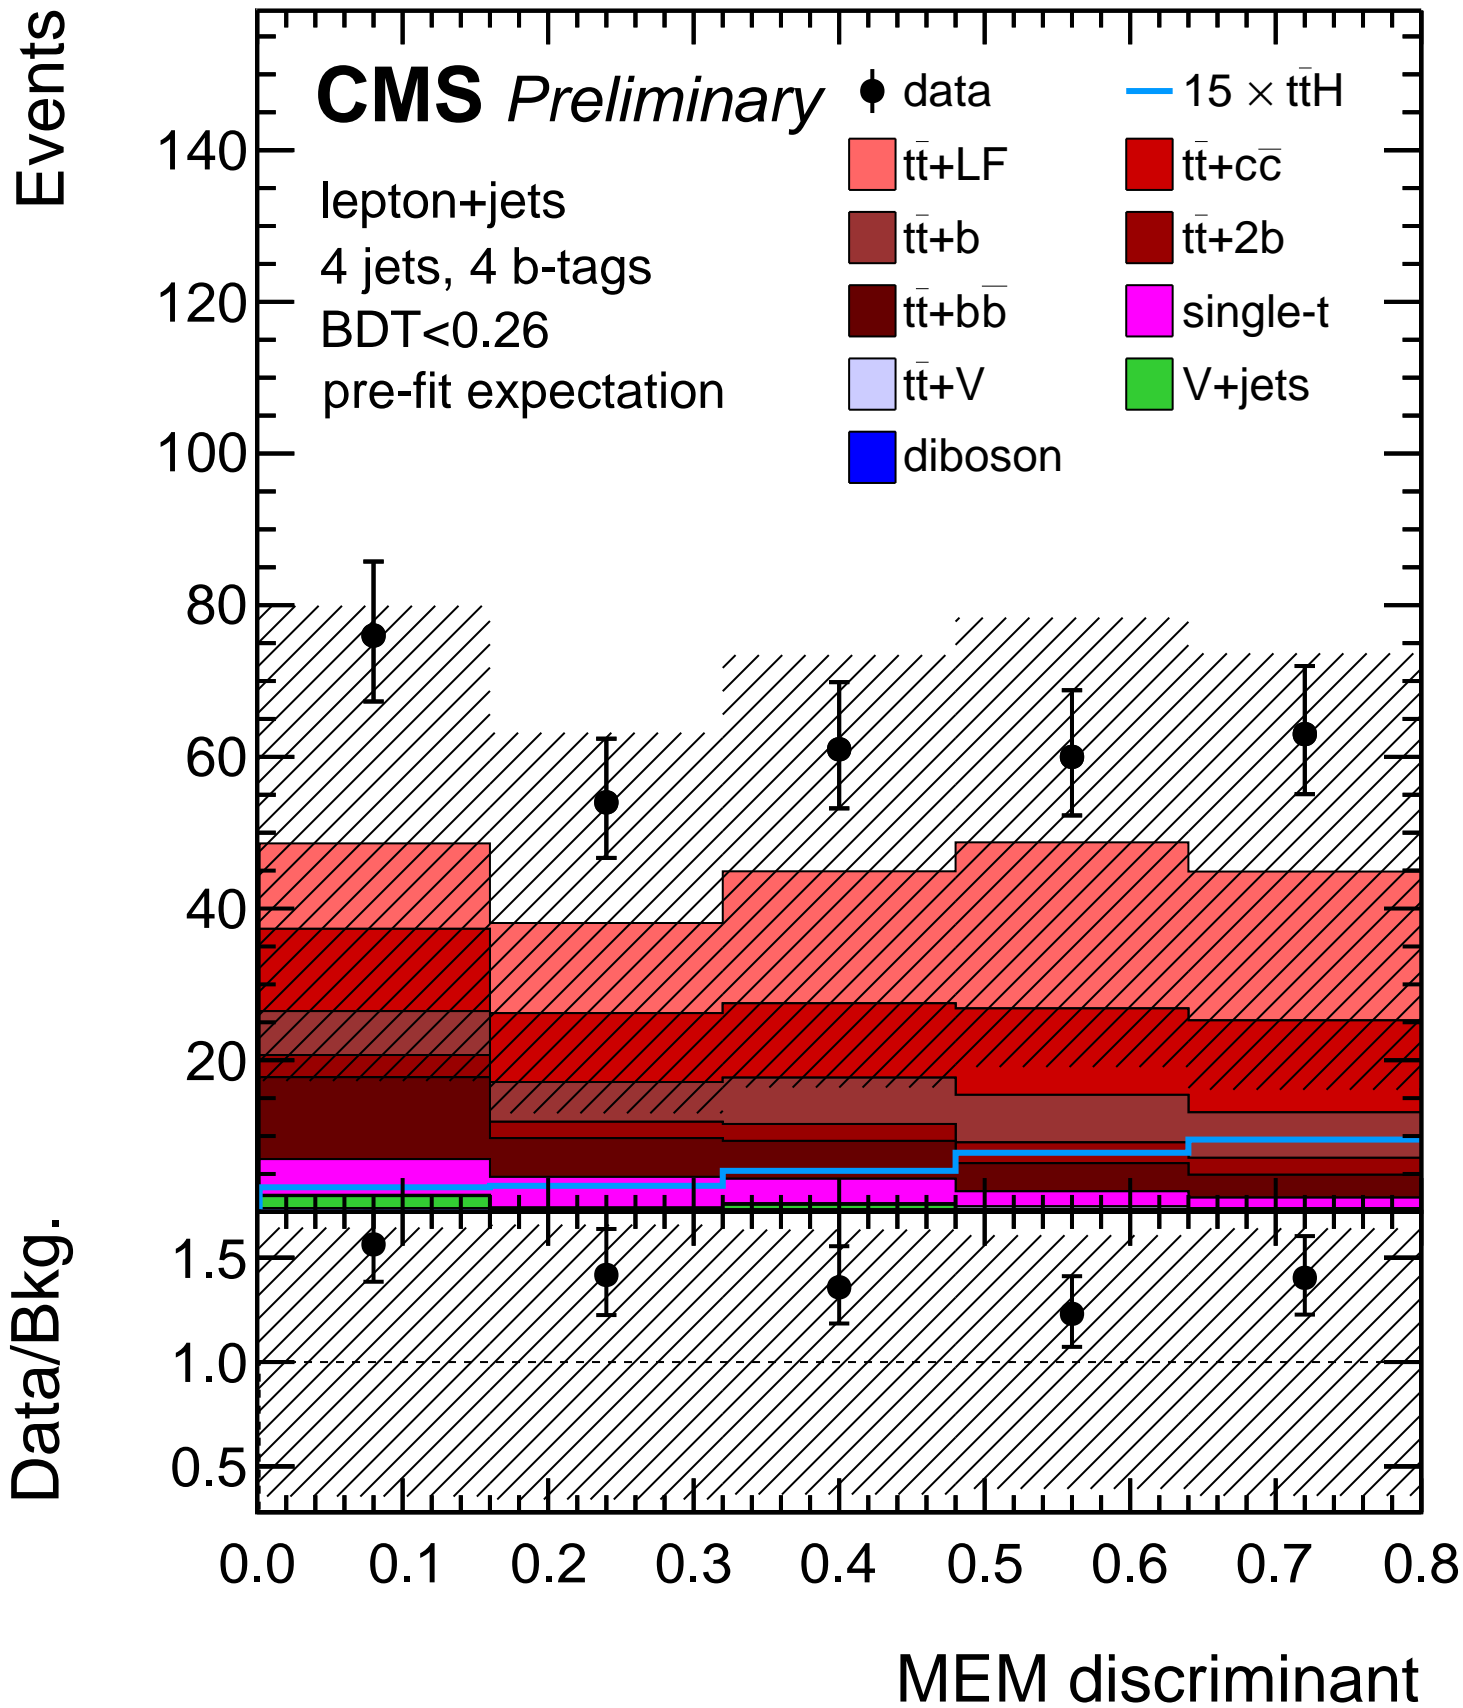 Events
140
120
100
80
60
40
20
CMS Preliminary
lepton+jets
4 jets, 4 b-tags
BDT<0.26
pre-fit expectation
data
15 × tt̄H
tt̄+LF
tt̄+cc̄
tt̄+b
tt̄+2b
tt̄+bb̄
single-t
tt̄+V
V+jets
diboson
Data/Bkg.
1.5
1.0
0.5
0.0 0.1 0.2 0.3 0.4 0.5 0.6 0.7 0.8
MEM discriminant